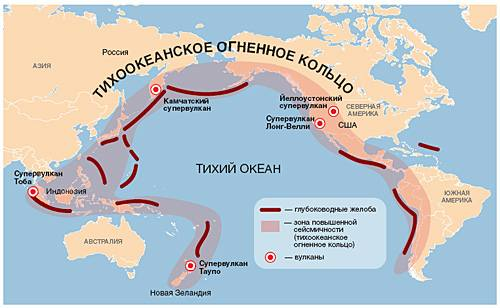 ТИХООКЕАНСКОЕ ОГНЕННОЕ КОЛЬЦО
АЗИЯ
Россия
Камчатский
супервулкан
Йеллоустонский
супервулкан
СЕВЕРНАЯ
АМЕРИКА
Супервулкан
Лонг-Велли
США
ТИХИЙ ОКЕАН
Супервулкан
Тоба
Индонезия
ЮЖНАЯ
АМЕРИКА
АВСТРАЛИЯ
Супервулкан
Таупо
Новая Зеландия
— глубоководные желоба
— зона повышенной
сейсмичности
(тихоокеанское
огненное кольцо)
— вулканы